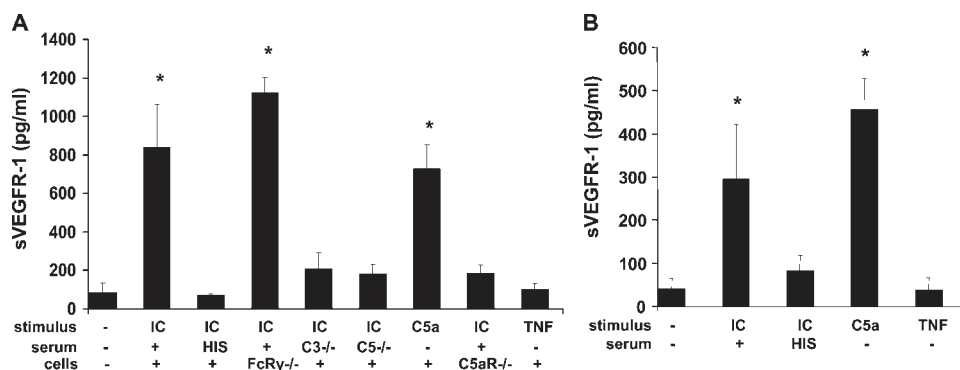 A
sVEGFR-1 (pg/ml)
1400
1200
1000
800
600
400
200
0
* * *
stimulus - IC IC IC IC IC C5a IC TNF
serum - + HIS + C3-/- C5-/- - + -
cells - + + FcRγ-/- + + + C5aR-/- +
B
sVEGFR-1 (pg/ml)
600
500
400
300
200
100
0
* *
stimulus - IC IC C5a TNF
serum - + HIS - -